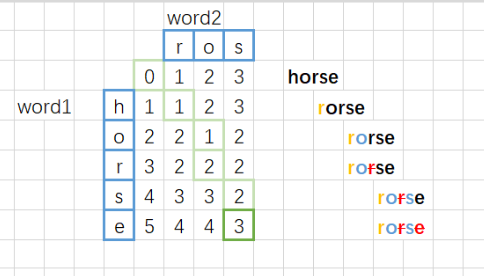 word2
r o s
0 1 2 3 horse
word1 h 1 1 2 3 rorse
o 2 2 1 2 rorse
r 3 2 2 2 rorse
s 4 3 3 2 rorse
e 5 4 4 3 rorse